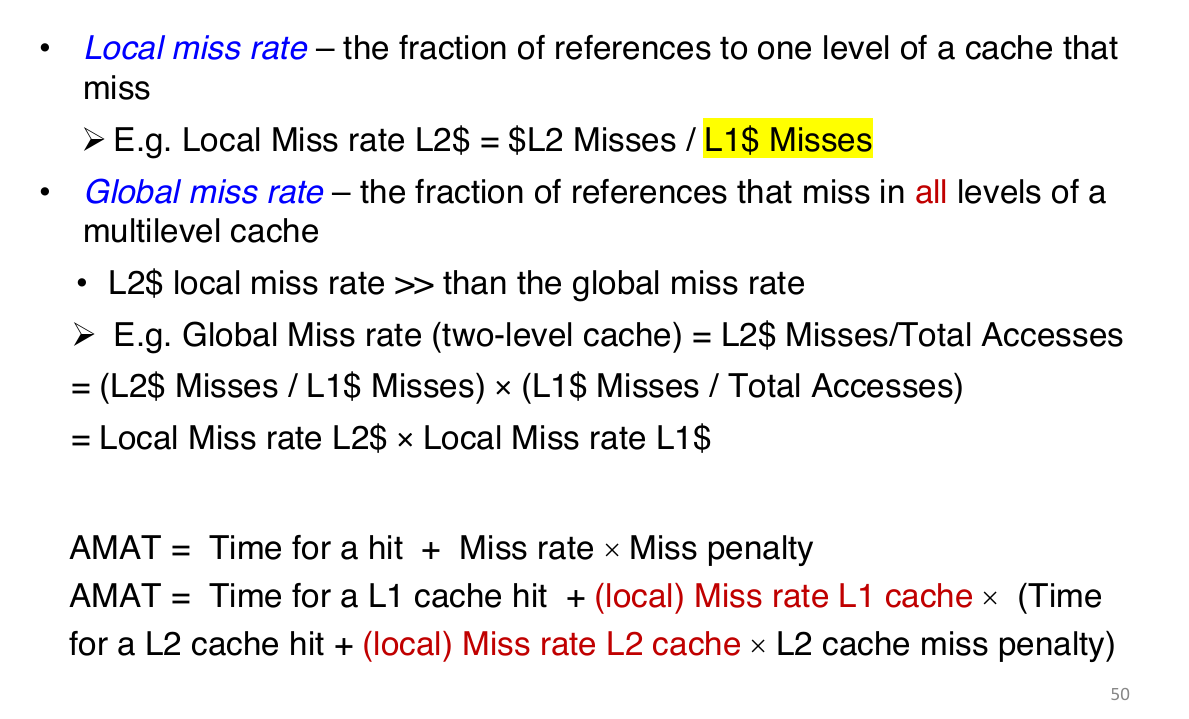 • Local miss rate – the fraction of references to one level of a cache that
miss
➢ E.g. Local Miss rate L2$ = $L2 Misses / L1$ Misses
• Global miss rate – the fraction of references that miss in all levels of a
multilevel cache
• L2$ local miss rate >> than the global miss rate
➢ E.g. Global Miss rate (two-level cache) = L2$ Misses/Total Accesses
= (L2$ Misses / L1$ Misses) × (L1$ Misses / Total Accesses)
= Local Miss rate L2$ × Local Miss rate L1$
AMAT = Time for a hit + Miss rate × Miss penalty
AMAT = Time for a L1 cache hit + (local) Miss rate L1 cache × (Time
for a L2 cache hit + (local) Miss rate L2 cache × L2 cache miss penalty)
50